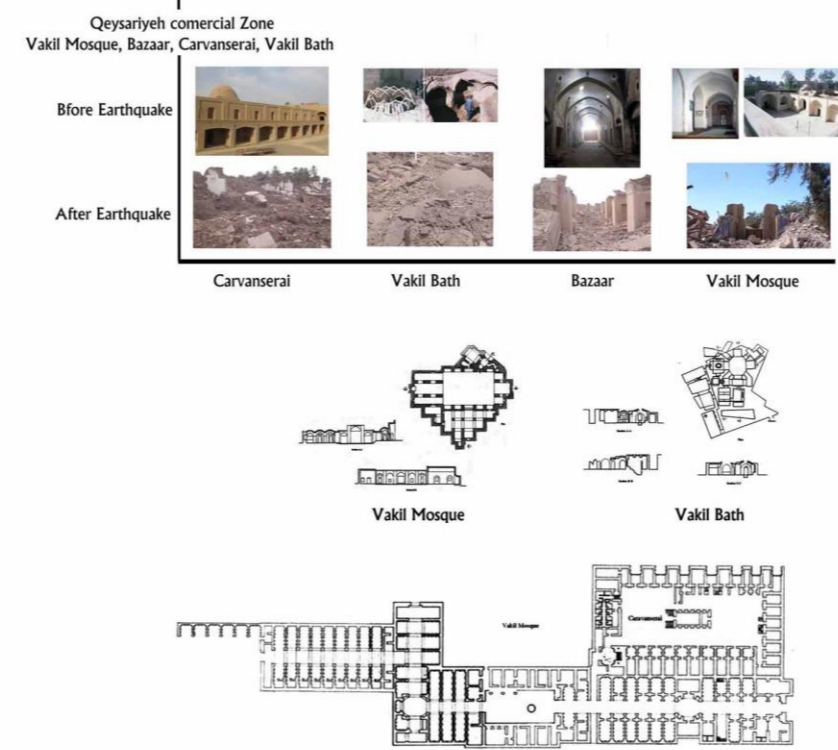 Qeysariyeh comercial Zone
Vakil Mosque, Bazaar, Carvanserai, Vakil Bath
Bfore Earthquake
After Earthquake
Carvanserai
Vakil Bath
Bazaar
Vakil Mosque
Vakil Mosque
Vakil Bath
Vakil Mosque